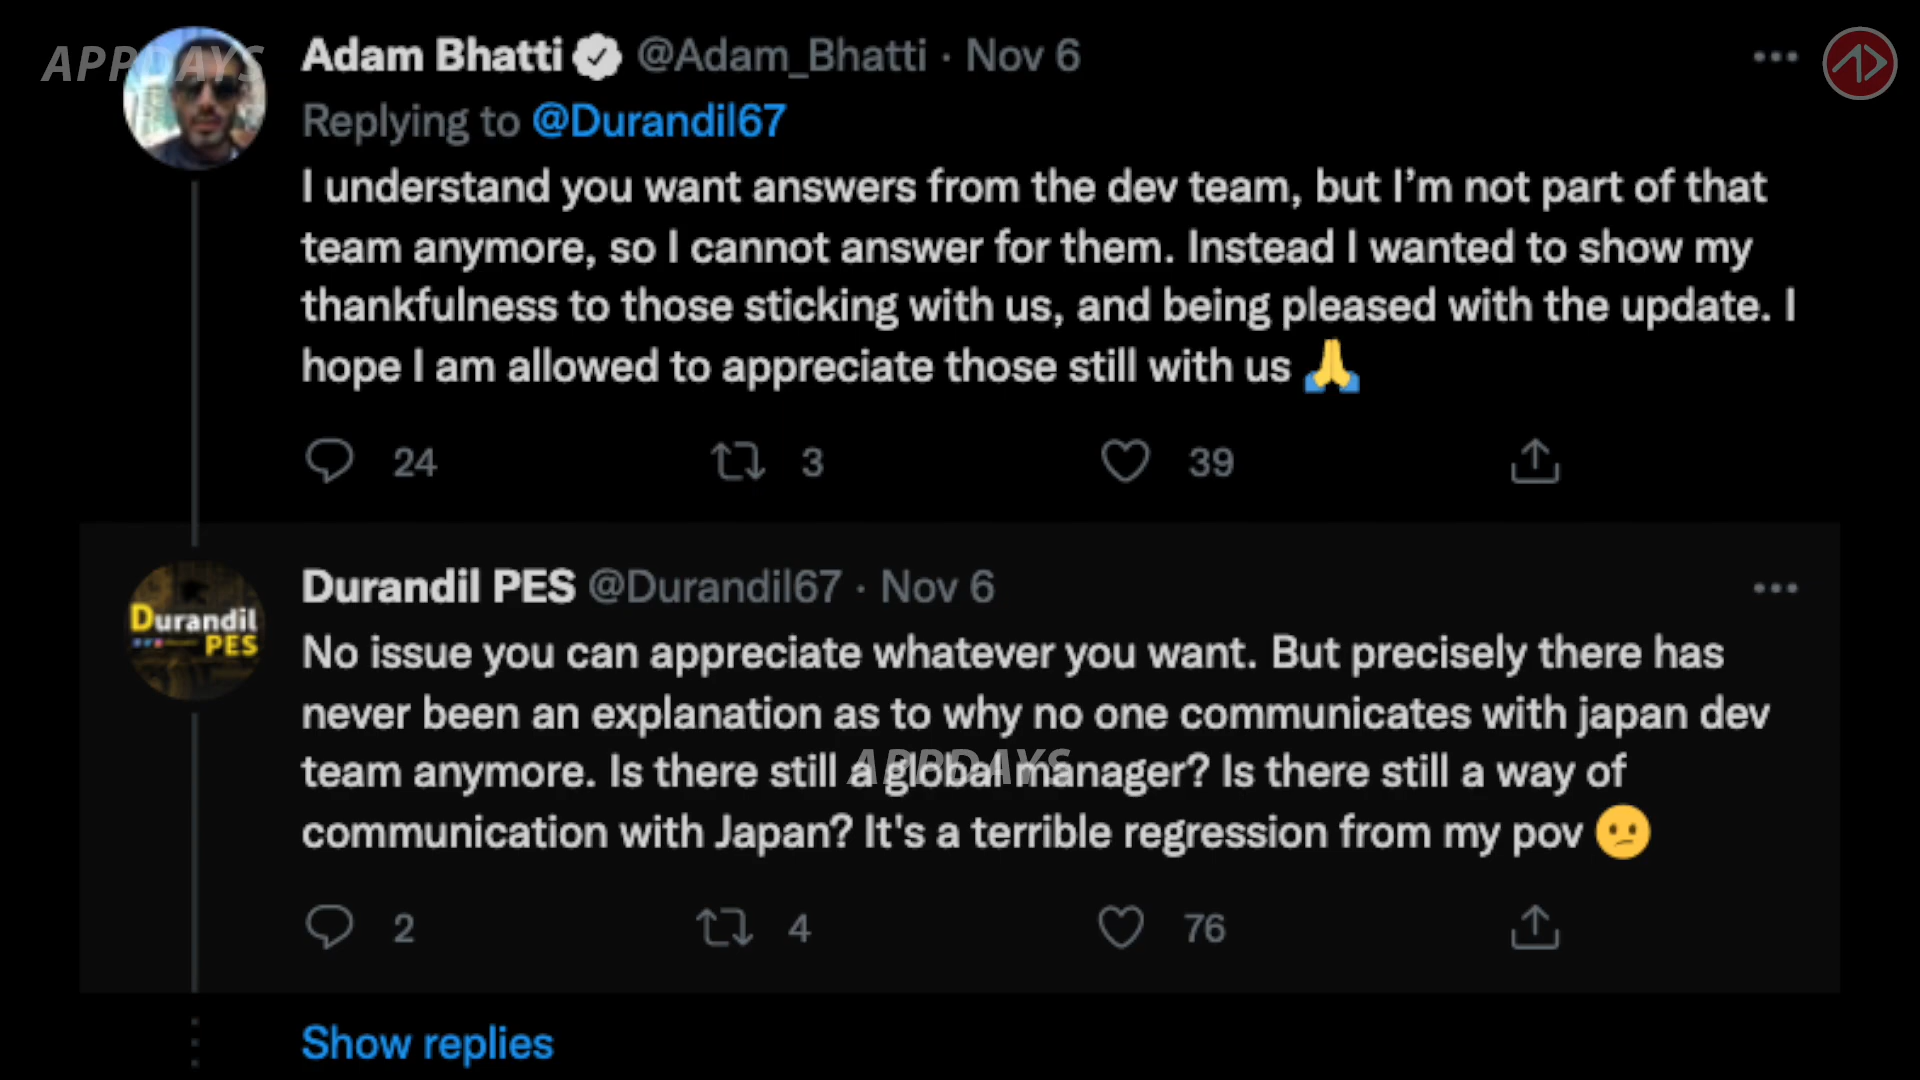 APPDAYS
Adam Bhatti @Adam_Bhatti · Nov 6
Replying to @Durandil67
I understand you want answers from the dev team, but I’m not part of that
team anymore, so I cannot answer for them. Instead I wanted to show my
thankfulness to those sticking with us, and being pleased with the update. I
hope I am allowed to appreciate those still with us 🙏
24 3 39
Durandil PES
Durandil PES @Durandil67 · Nov 6
No issue you can appreciate whatever you want. But precisely there has
never been an explanation as to why no one communicates with japan dev
team anymore. Is there still a global manager? Is there still a way of
APPDAYS
communication with Japan? It's a terrible regression from my pov 🫤
2 4 76
Show replies